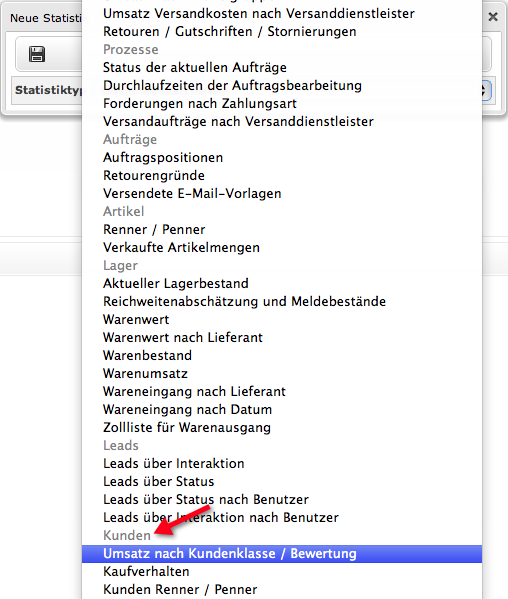 Neue Statisti
Statistiktyp
Umsatz Versandkosten nach Versanddienstleister
Retouren / Gutschriften / Stornierungen
Prozesse
Status der aktuellen Aufträge
Durchlaufzeiten der Auftragsbearbeitung
Forderungen nach Zahlungsart
Versandaufträge nach Versanddienstleister
Aufträge
Auftragspositionen
Retourengründe
Versendete E-Mail-Vorlagen
Artikel
Renner / Penner
Verkaufte Artikelmengen
Lager
Aktueller Lagerbestand
Reichweitenabschätzung und Meldebestände
Warenwert
Warenwert nach Lieferant
Warenbestand
Warenumsatz
Wareneingang nach Lieferant
Wareneingang nach Datum
Zollliste für Warenausgang
Leads
Leads über Interaktion
Leads über Status
Leads über Status nach Benutzer
Leads über Interaktion nach Benutzer
Kunden
Umsatz nach Kundenklasse / Bewertung
Kaufverhalten
Kunden Renner / Penner